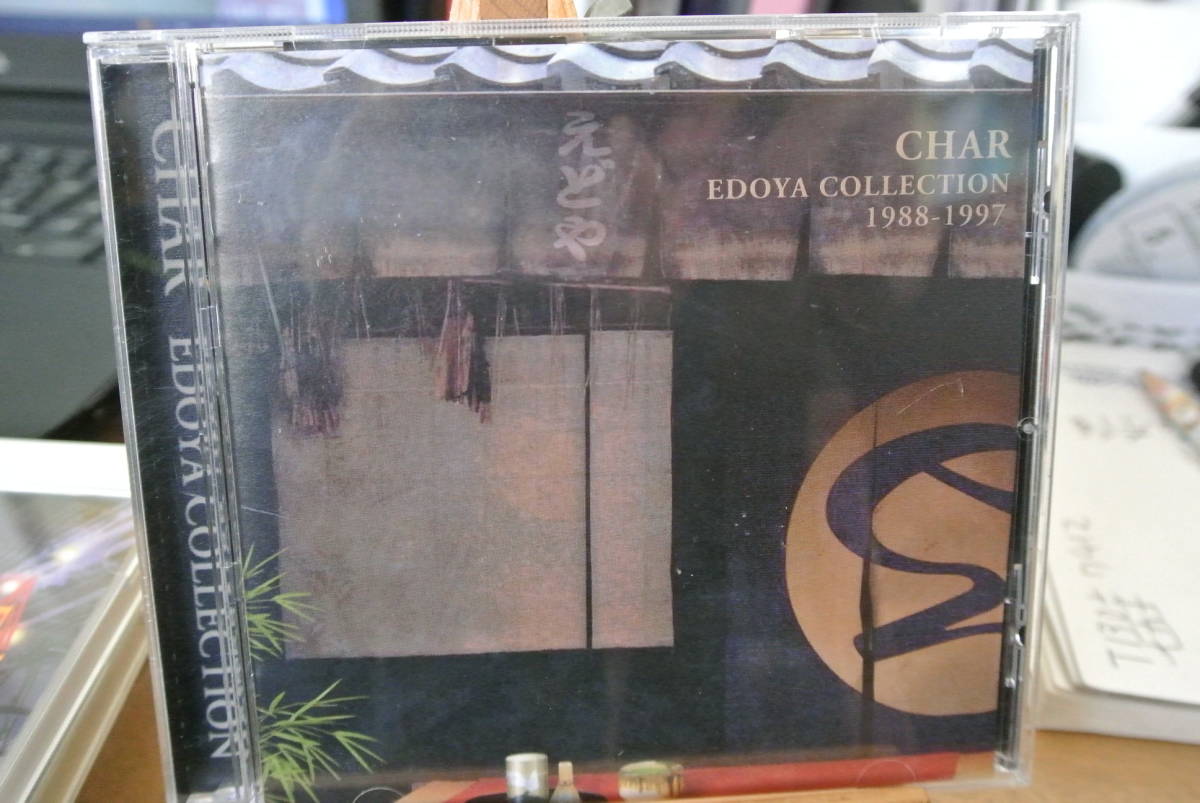 CHAR
EDOYA COLLECTION
1988-1997
えどや
CHAR EDOYA COLLECTION